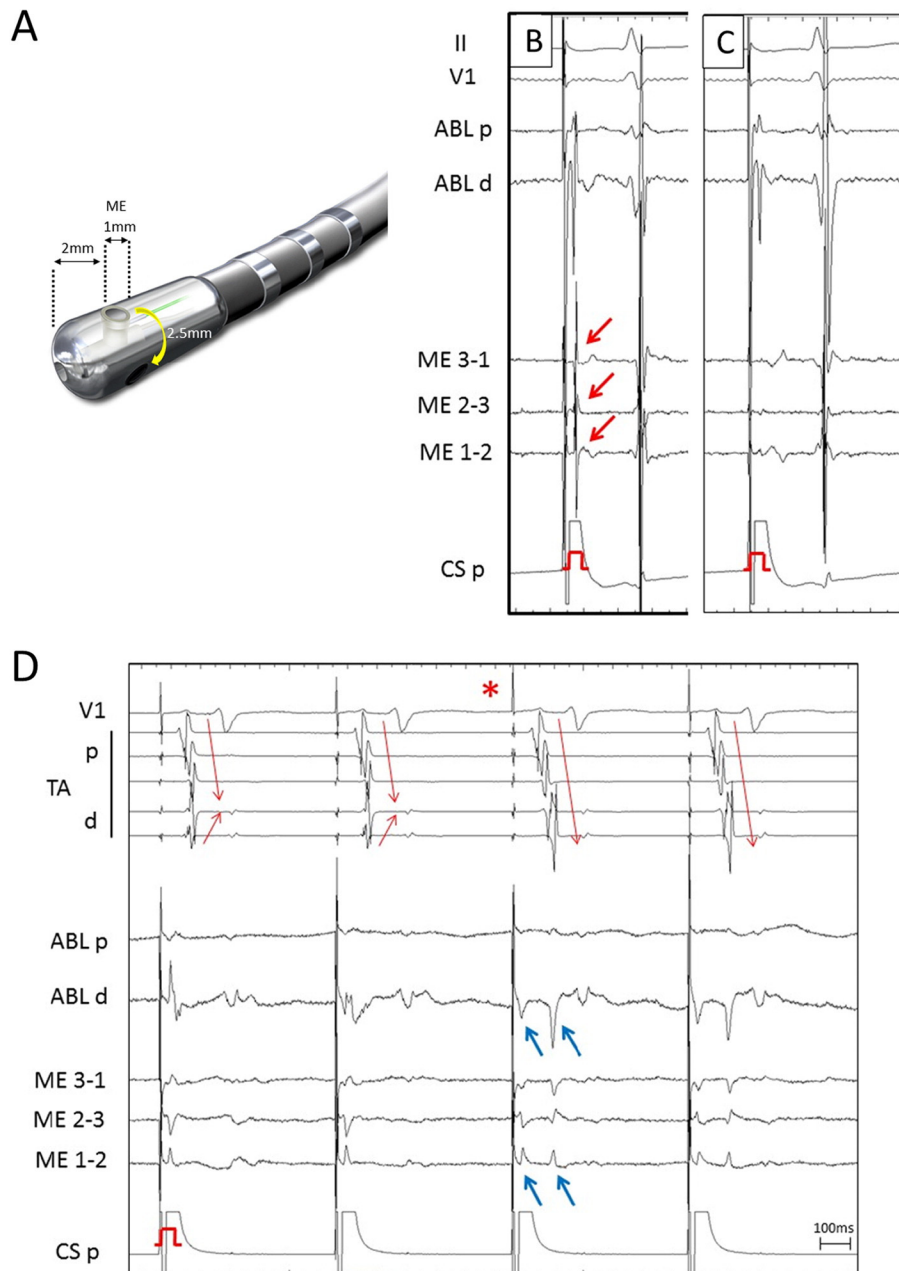 A
ME
1mm
2mm
2.5mm
B
C
II
V1
ABL p
ABL d
ME 3-1
ME 2-3
ME 1-2
CS p
D
V1
*
p
TA
d
ABL p
ABL d
ME 3-1
ME 2-3
ME 1-2
CS p
100ms